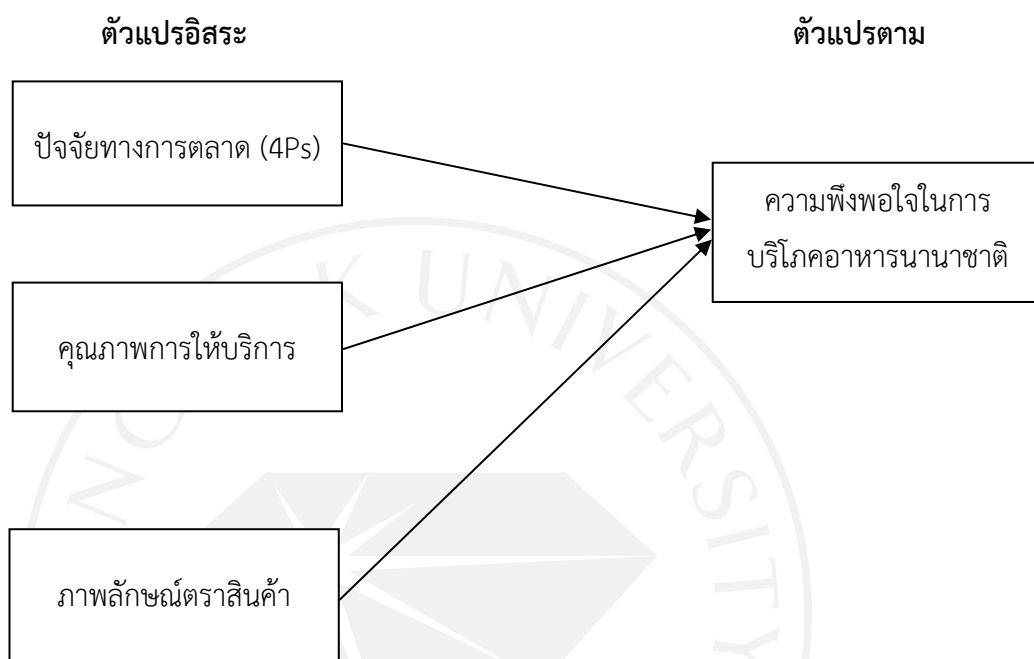 ตัวแปรอิสระ
ตัวแปรตาม
ปัจจัยทางการตลาด (4Ps)
ความพึงพอใจในการ
บริโภคอาหารนานาชาติ
คุณภาพการให้บริการ
ภาพลักษณ์ตราสินค้า
K UNIVERSITY